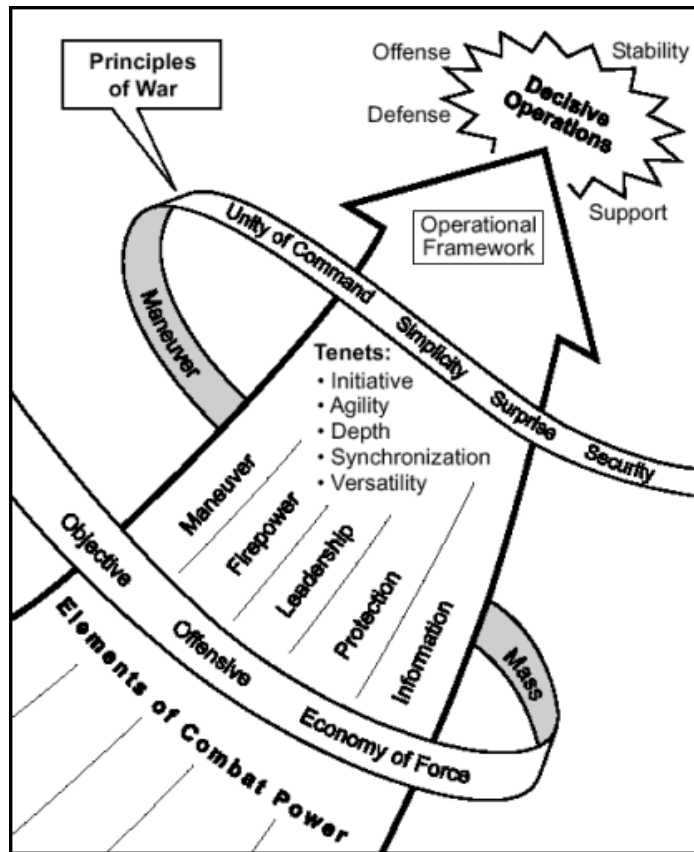 Principles
of War
Offense
Stability
Decisive
Operations
Defense
Support
Operational
Framework
Unity of Command
Simplicity
Surprise
Security
Maneuver
Tenets:
• Initiative
• Agility
• Depth
• Synchronization
• Versatility
Maneuver
Firepower
Leadership
Protection
Information
Objective
Offensive
Economy of Force
Mass
Elements of Combat Power